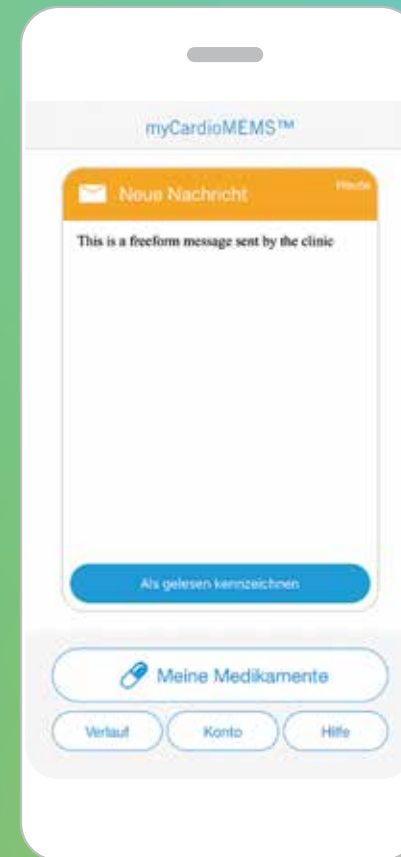 myCardioMEMS™
Neue Nachricht
Heute
This is a freeform message sent by the clinic
Als gelesen kennzeichnen
Meine Medikamente
Verlauf
Konto
Hilfe